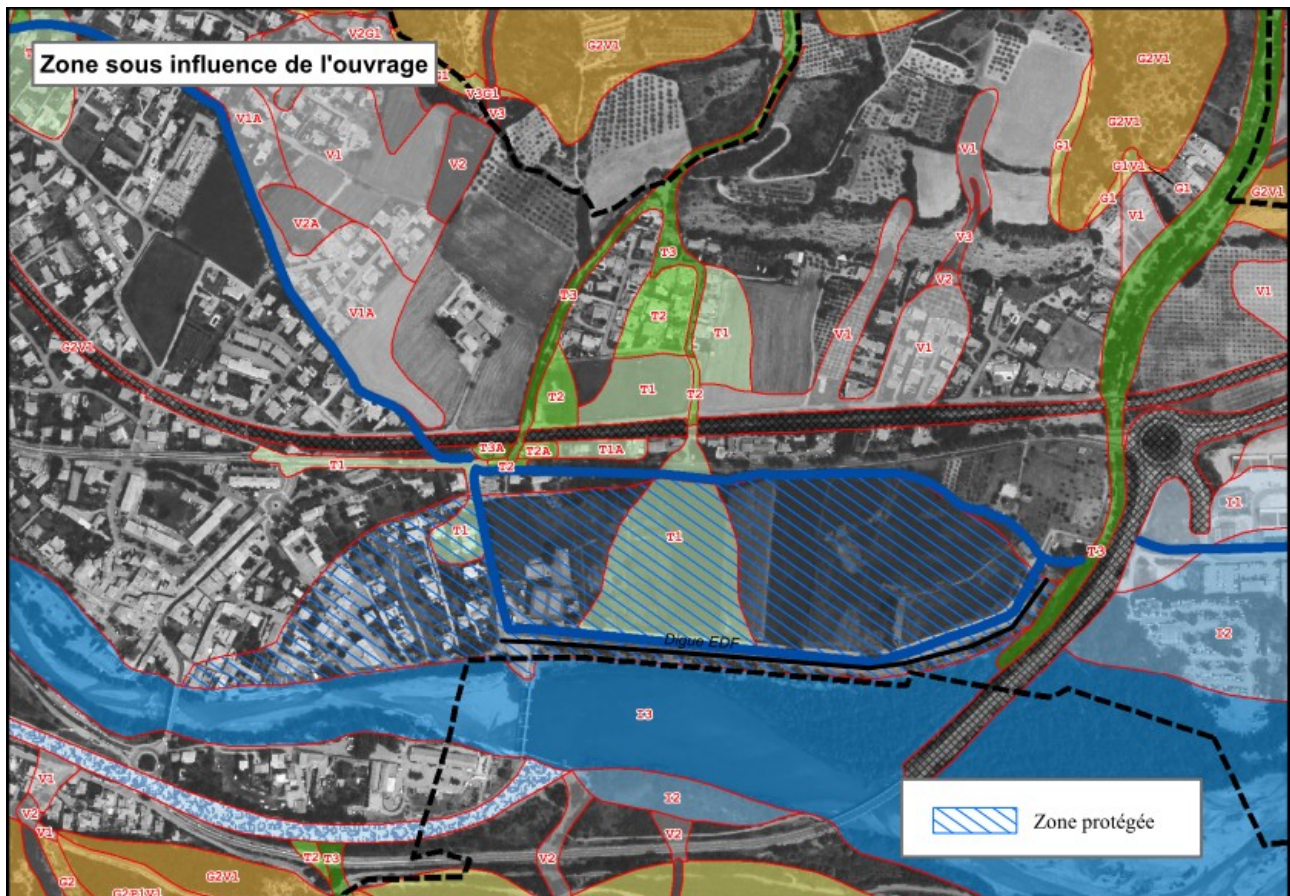 Zone sous influence de l'ouvrage
V2G1
G2V1
G2V1
V3G1
V3
V1A
V1
V2
V1
G1
G2V1
G1V1
G1
G2V1
G1
V1
V2A
T3
V3
T3
V2
V1
V1A
T2
T1
V1
V1
G2V1
T2
T1
T2
T3A
T2A
T1A
T1
T2
I1
T1
T1
T3
I2
Digue EDF
I3
I2
V1
V2
V1
V2
V2
T2
T3
G2
G2V1
G2P1V1
Zone protégée